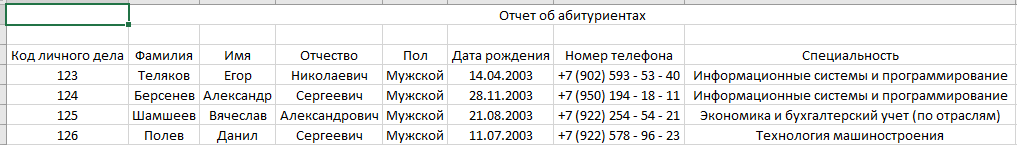 Отчет об абитуриентах
Код личного дела Фамилия Имя Отчество Пол Дата рождения Номер телефона Специальность
123 Теляков Егор Николаевич Мужской 14.04.2003 +7 (902) 593 - 53 - 40 Информационные системы и программирование
124 Берсенев Александр Сергеевич Мужской 28.11.2003 +7 (950) 194 - 18 - 11 Информационные системы и программирование
125 Шамшеев Вячеслав Александрович Мужской 21.08.2003 +7 (922) 254 - 54 - 21 Экономика и бухгалтерский учет (по отраслям)
126 Полев Данил Сергеевич Мужской 11.07.2003 +7 (922) 578 - 96 - 23 Технология машиностроения